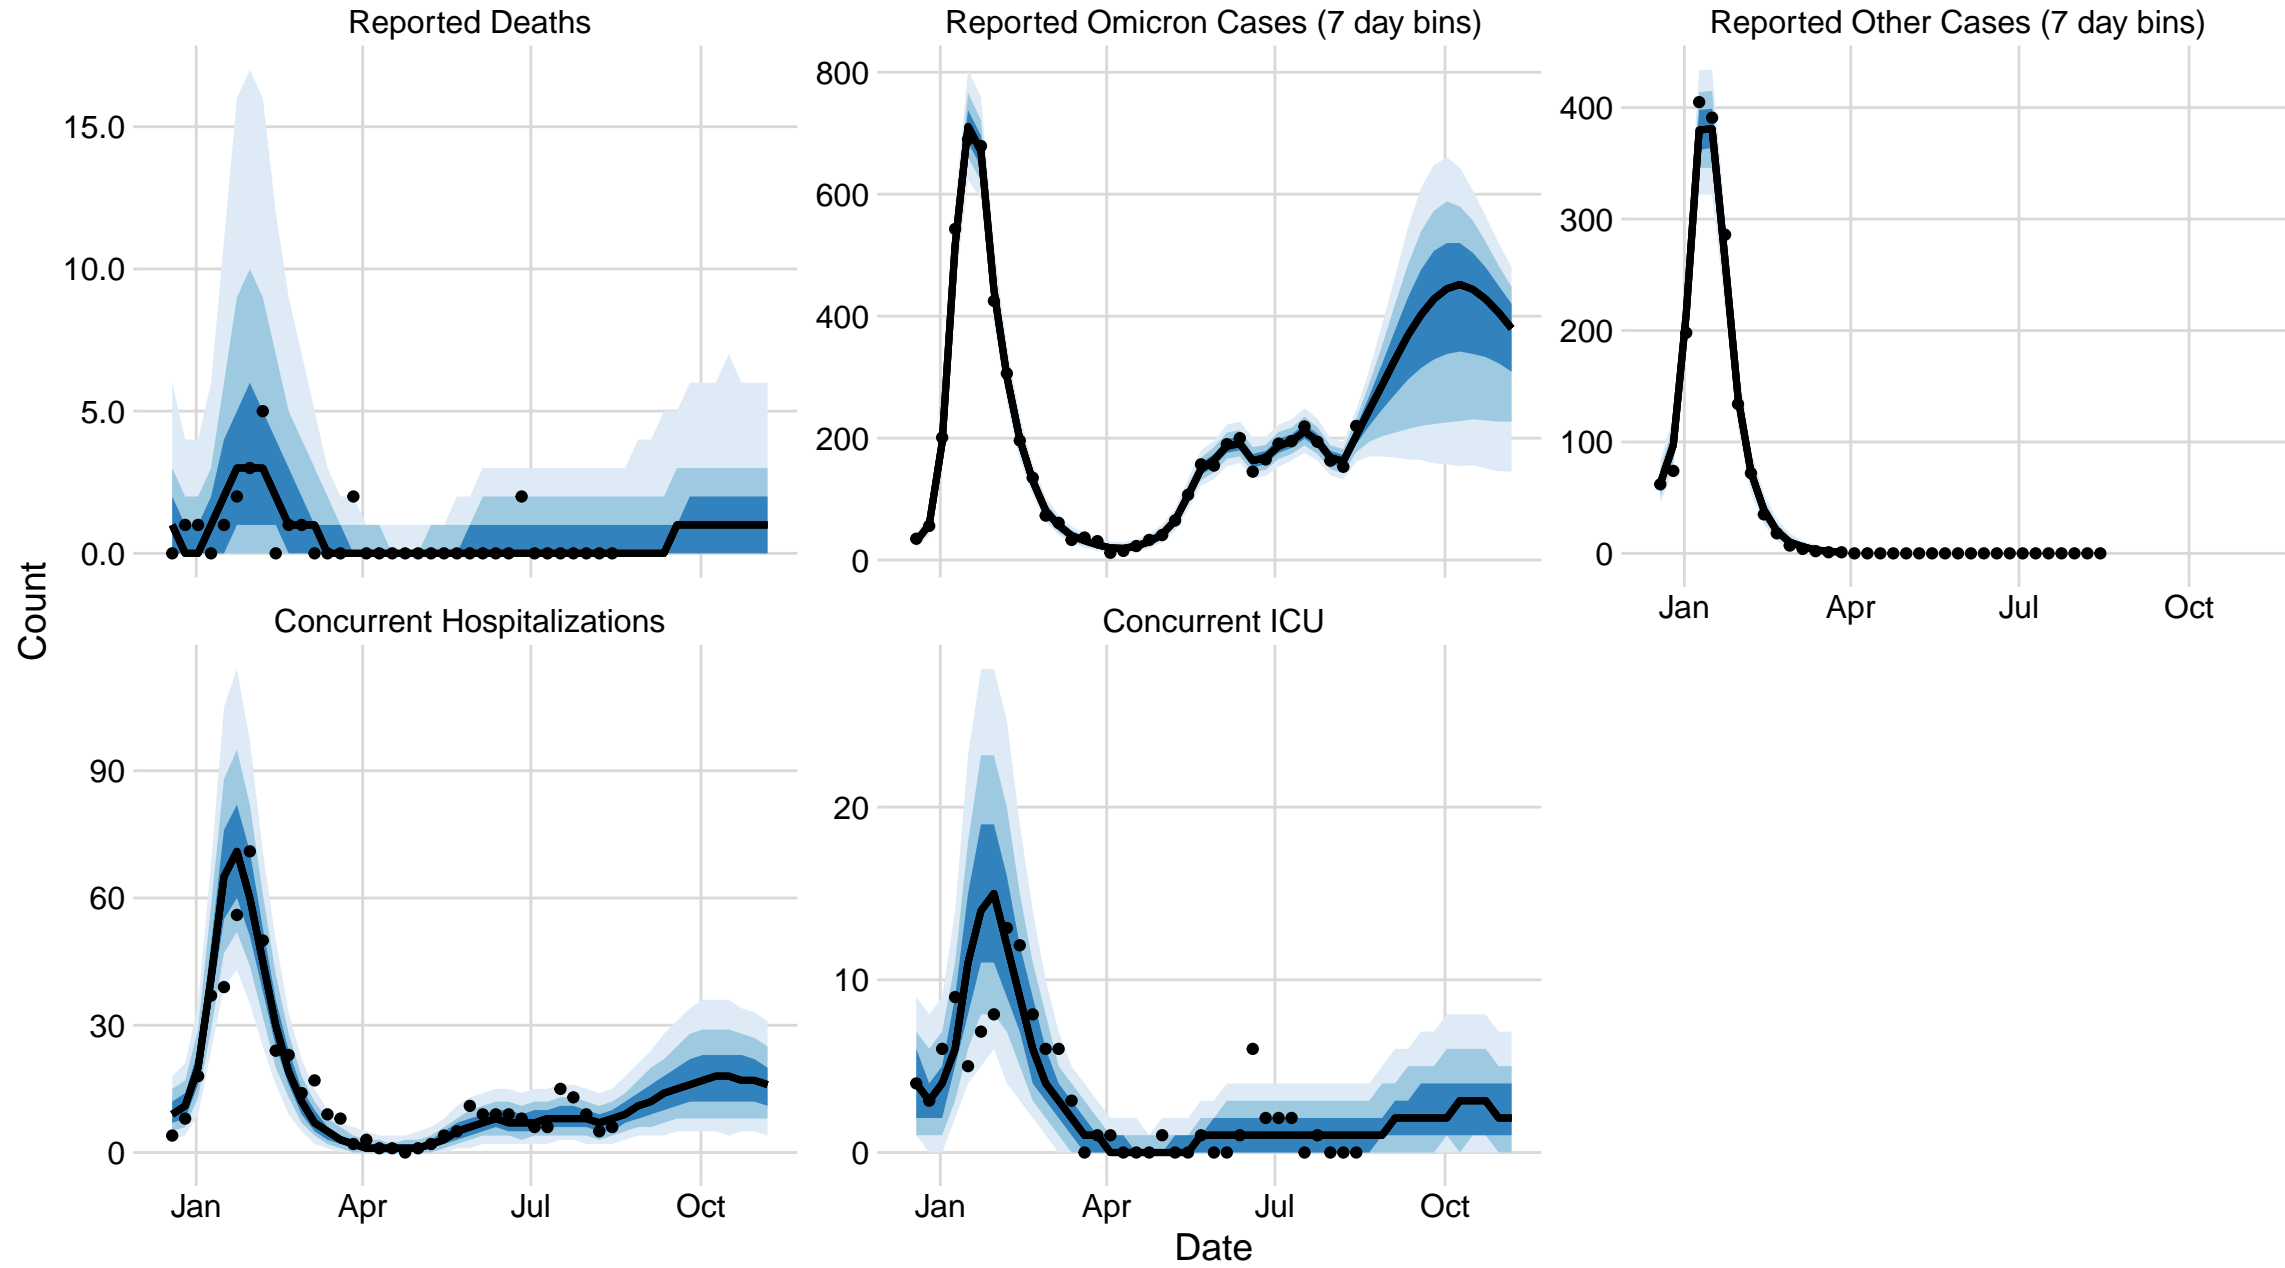 Reported Deaths
Reported Omicron Cases (7 day bins)
Reported Other Cases (7 day bins)
15.0
10.0
5.0
0.0
800
600
400
200
0
400
300
200
100
0
Jan Apr Jul Oct
Count
Concurrent Hospitalizations
Concurrent ICU
90
60
30
0
20
10
0
Jan Apr Jul Oct
Jan Apr Jul Oct
Date